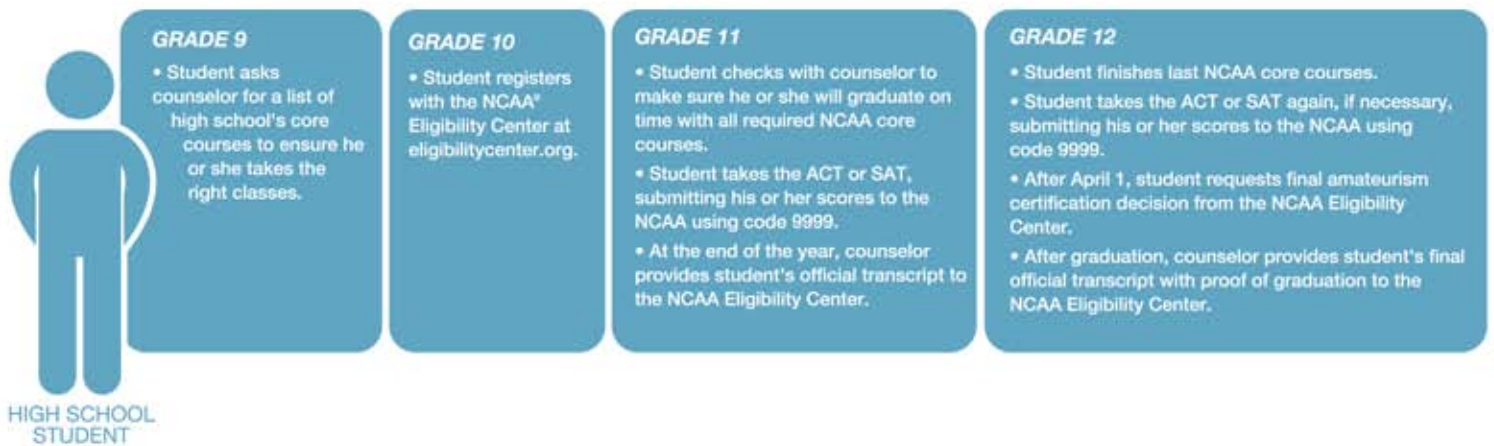 GRADE 9
• Student asks
counselor for a list of
high school's core
courses to ensure he
or she takes the
right classes.
GRADE 10
• Student registers
with the NCAA®
Eligibility Center at
eligibilitycenter.org.
GRADE 11
• Student checks with counselor to
make sure he or she will graduate on
time with all required NCAA core
courses.
• Student takes the ACT or SAT,
submitting his or her scores to the
NCAA using code 9999.
• At the end of the year, counselor
provides student's official transcript to
the NCAA Eligibility Center.
GRADE 12
• Student finishes last NCAA core courses.
• Student takes the ACT or SAT again, if necessary,
submitting his or her scores to the NCAA using
code 9999.
• After April 1, student requests final amateurism
certification decision from the NCAA Eligibility
Center.
• After graduation, counselor provides student's final
official transcript with proof of graduation to the
NCAA Eligibility Center.
HIGH SCHOOL
STUDENT